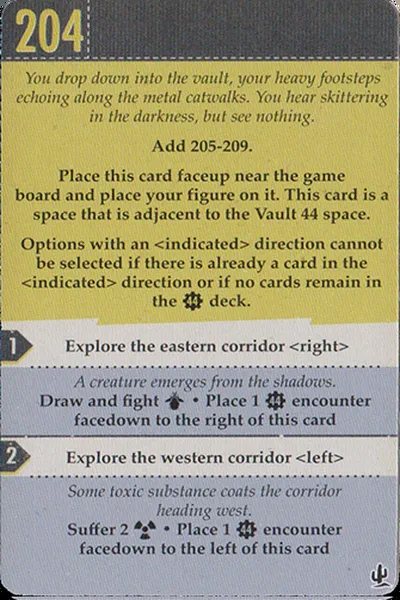 204
You drop down into the vault, your heavy footsteps
echoing along the metal catwalks. You hear skittering
in the darkness, but see nothing.
Add 205-209.
Place this card faceup near the game
board and place your figure on it. This card is a
space that is adjacent to the Vault 44 space.
Options with an <indicated> direction cannot
be selected if there is already a card in the
<indicated> direction or if no cards remain in
the 44 deck.
1 Explore the eastern corridor <right>
A creature emerges from the shadows.
Draw and fight • Place 1 44 encounter
facedown to the right of this card
2 Explore the western corridor <left>
Some toxic substance coats the corridor
heading west.
Suffer 2 • Place 1 44 encounter
facedown to the left of this card